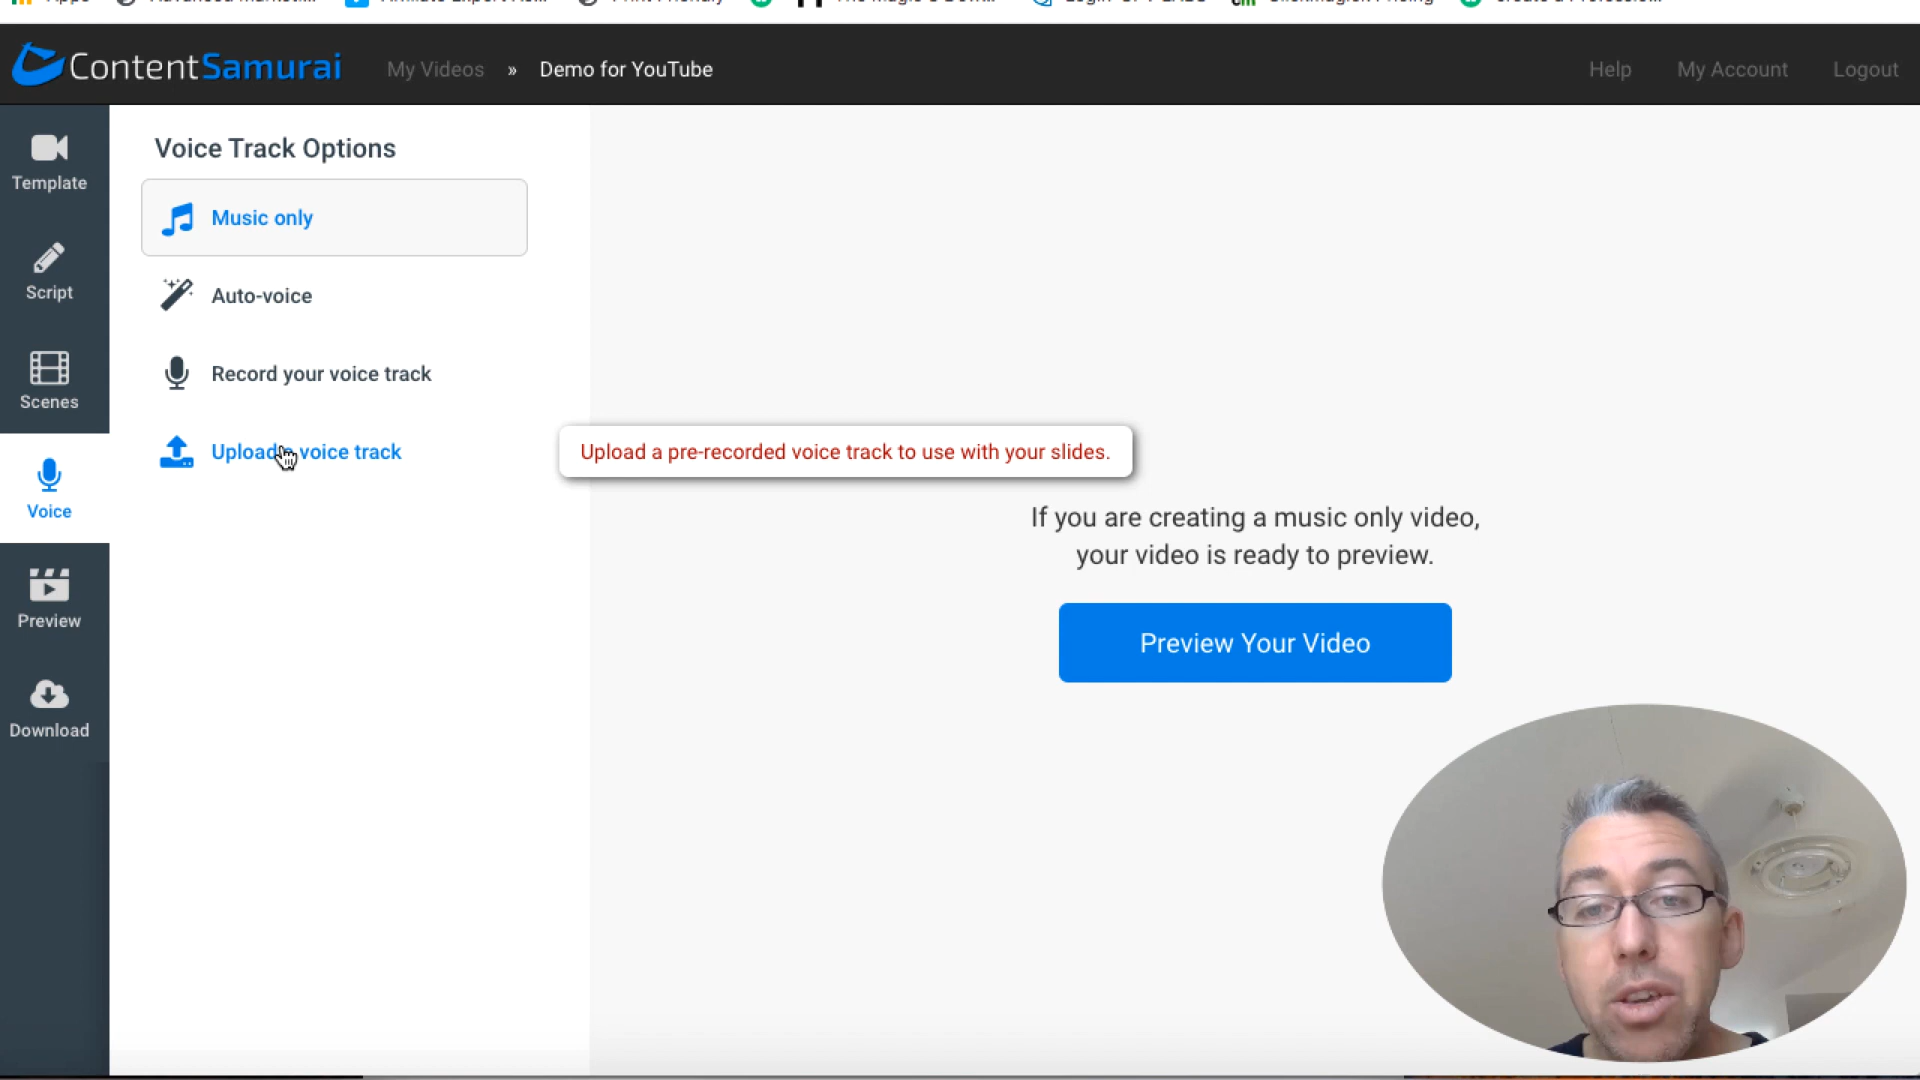 ContentSamurai My Videos » Demo for YouTube Help My Account Logout
Template
Script
Scenes
Voice
Preview
Download
Voice Track Options
Music only
Auto-voice
Record your voice track
Upload voice track
Upload a pre-recorded voice track to use with your slides.
If you are creating a music only video,
your video is ready to preview.
Preview Your Video